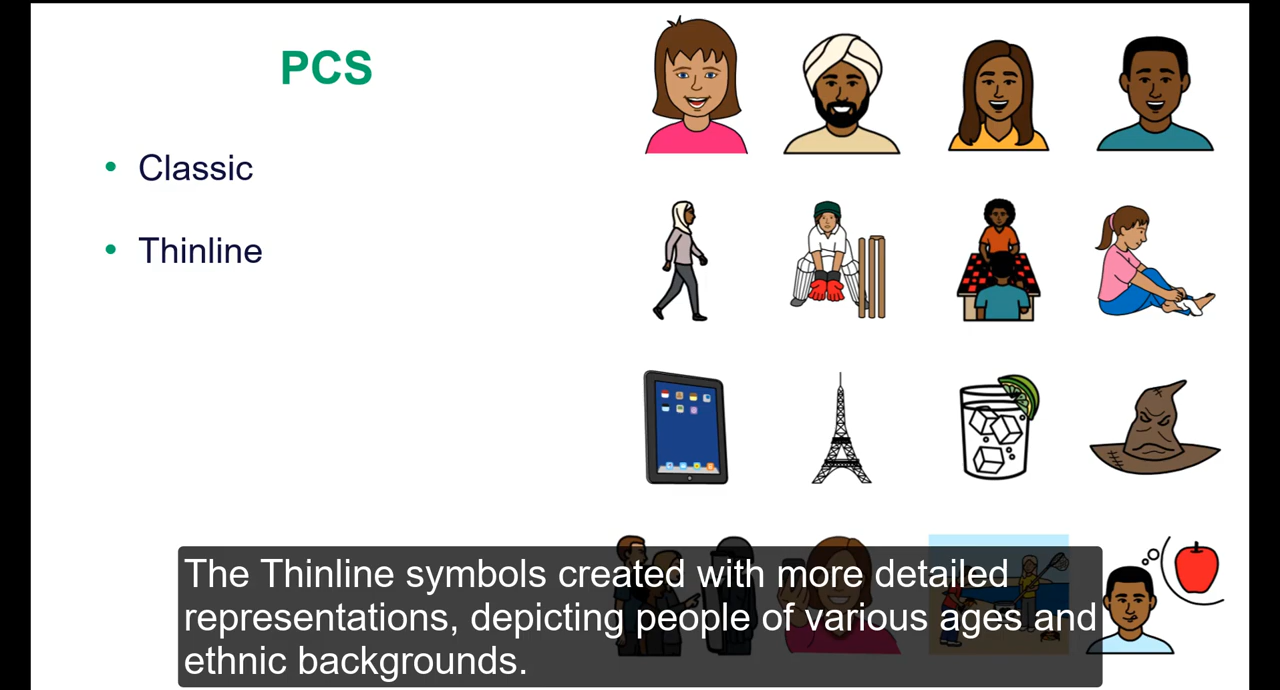 PCS
• Classic
• Thinline
The Thinline symbols created with more detailed
representations, depicting people of various ages and
ethnic backgrounds.